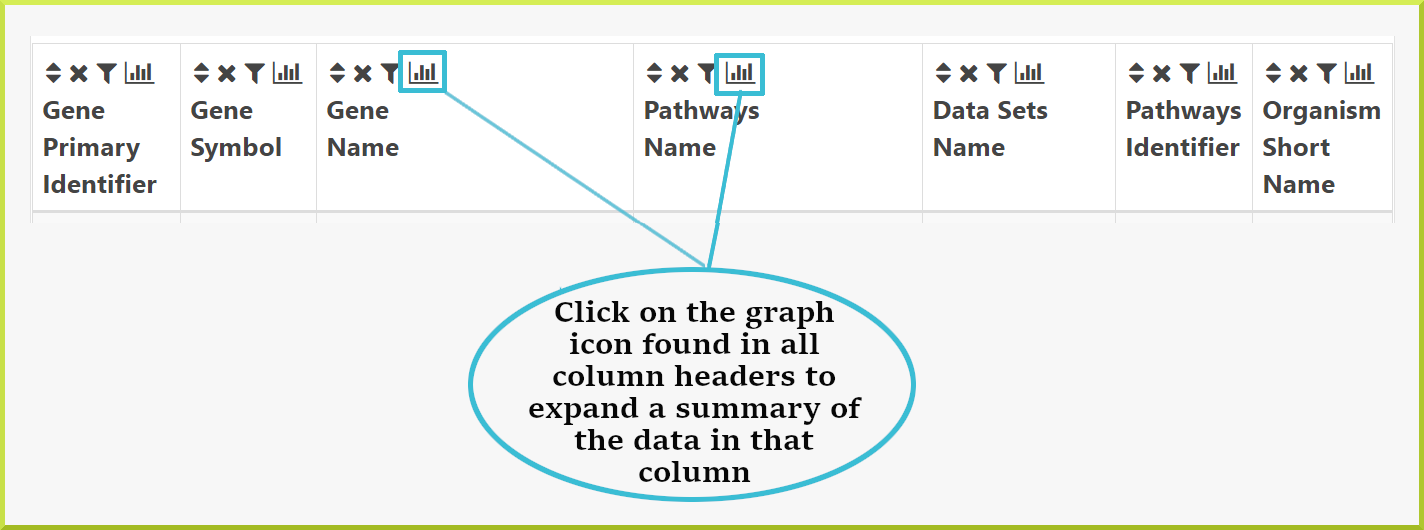 Gene
Primary
Identifier
Gene
Symbol
Gene
Name
Pathways
Name
Data Sets
Name
Pathways
Identifier
Organism
Short
Name
Click on the graph
icon found in all
column headers to
expand a summary of
the data in that
column